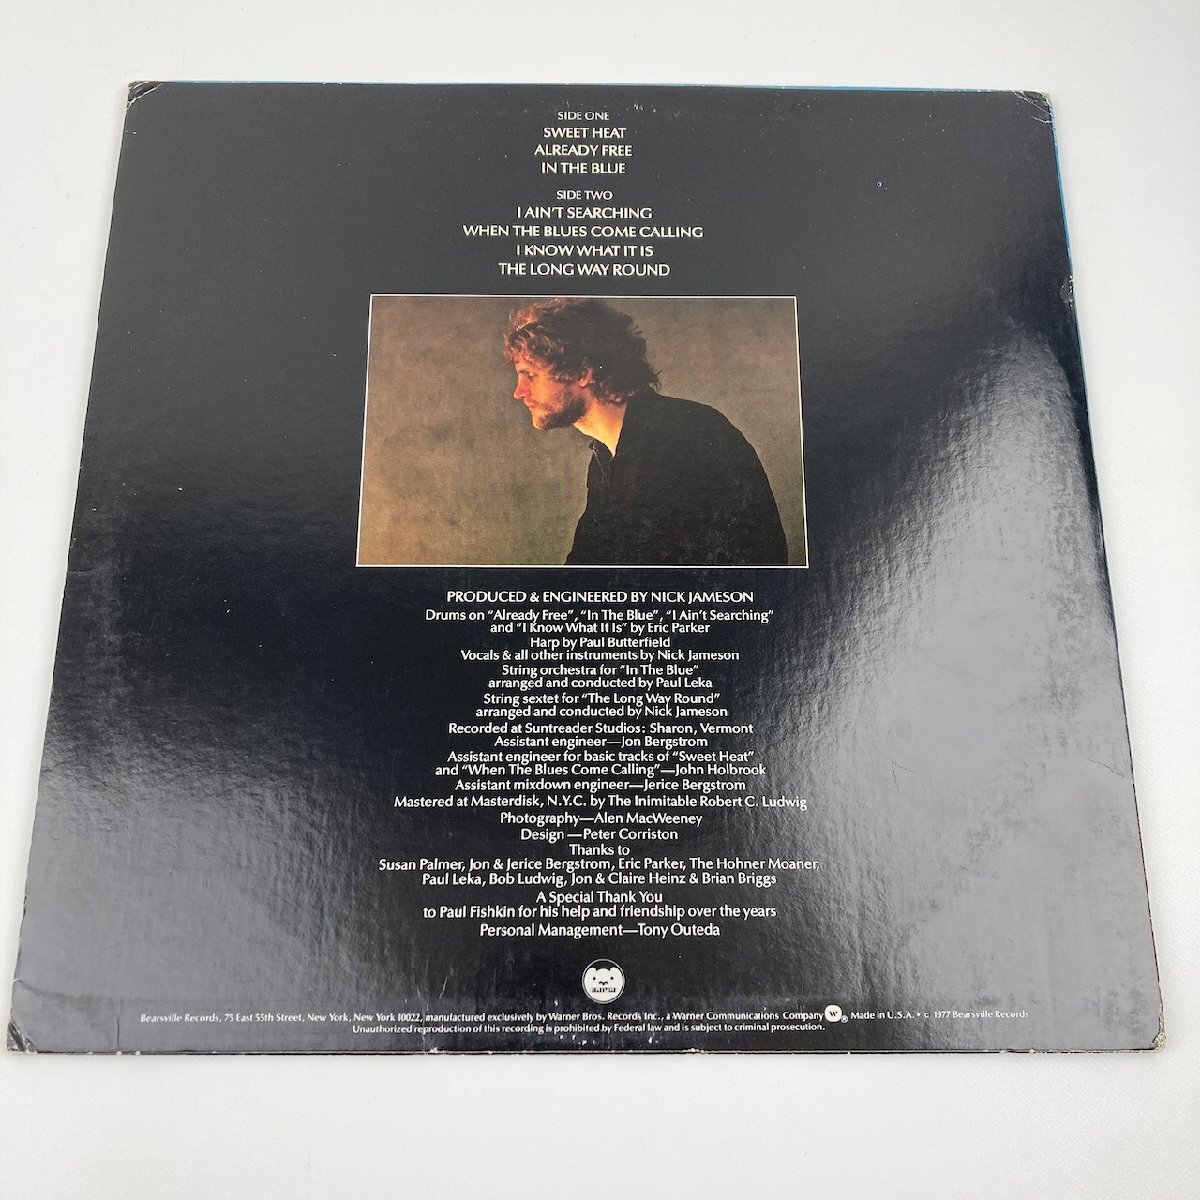 SIDE ONE
SWEET HEAT
ALREADY FREE
IN THE BLUE
SIDE TWO
I AIN'T SEARCHING
WHEN THE BLUES COME CALLING
I KNOW WHAT IT IS
THE LONG WAY ROUND
PRODUCED & ENGINEERED BY NICK JAMESON
Drums on "Already Free", "In The Blue", "I Ain't Searching"
and "I Know What It Is" by Eric Parker
Harp by Paul Butterfield
Vocals & all other instruments by Nick Jameson
String orchestra for "In The Blue"
arranged and conducted by Paul Leka
String sextet for "The Long Way Round"
arranged and conducted by Nick Jameson
Recorded at Suntreader Studios: Sharon, Vermont
Assistant engineer—Jon Bergstrom
Assistant engineer for basic tracks of "Sweet Heat"
and "When The Blues Come Calling"—John Holbrook
Assistant mixdown engineer—Jerice Bergstrom
Mastered at Masterdisk, N.Y.C. by The Inimitable Robert C. Ludwig
Photography—Alen MacWeeney
Design—Peter Corriston
Thanks to
Susan Palmer, Jon & Jerice Bergstrom, Eric Parker, The Hohner Moaner,
Paul Leka, Bob Ludwig, Jon & Claire Heinz & Brian Briggs
A Special Thank You
to Paul Fishkin for his help and friendship over the years
Personal Management—Tony Outeda
Bearsville Records, 75 East 55th Street, New York, New York 10022, manufactured exclusively by Warner Bros. Records Inc., a Warner Communications Company W ® Made in U.S.A. • © 1977 Bearsville Records
Unauthorized reproduction of this recording is prohibited by Federal law and is subject to criminal prosecution.